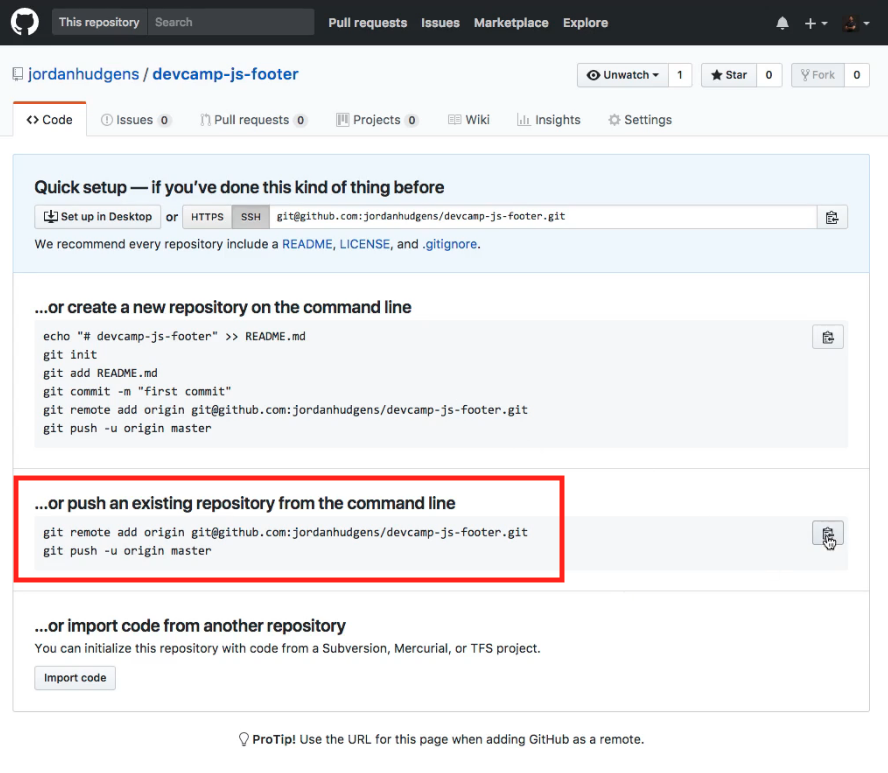 This repository Search Pull requests Issues Marketplace Explore
jordanhudgens / devcamp-js-footer Unwatch 1 Star 0 Fork 0
Code Issues 0 Pull requests 0 Projects 0 Wiki Insights Settings
Quick setup — if you've done this kind of thing before
Set up in Desktop or HTTPS SSH git@github.com:jordanhudgens/devcamp-js-footer.git
We recommend every repository include a README, LICENSE, and .gitignore.
...or create a new repository on the command line
echo "# devcamp-js-footer" >> README.md
git init
git add README.md
git commit -m "first commit"
git remote add origin git@github.com:jordanhudgens/devcamp-js-footer.git
git push -u origin master
...or push an existing repository from the command line
git remote add origin git@github.com:jordanhudgens/devcamp-js-footer.git
git push -u origin master
...or import code from another repository
You can initialize this repository with code from a Subversion, Mercurial, or TFS project.
Import code
ProTip! Use the URL for this page when adding GitHub as a remote.